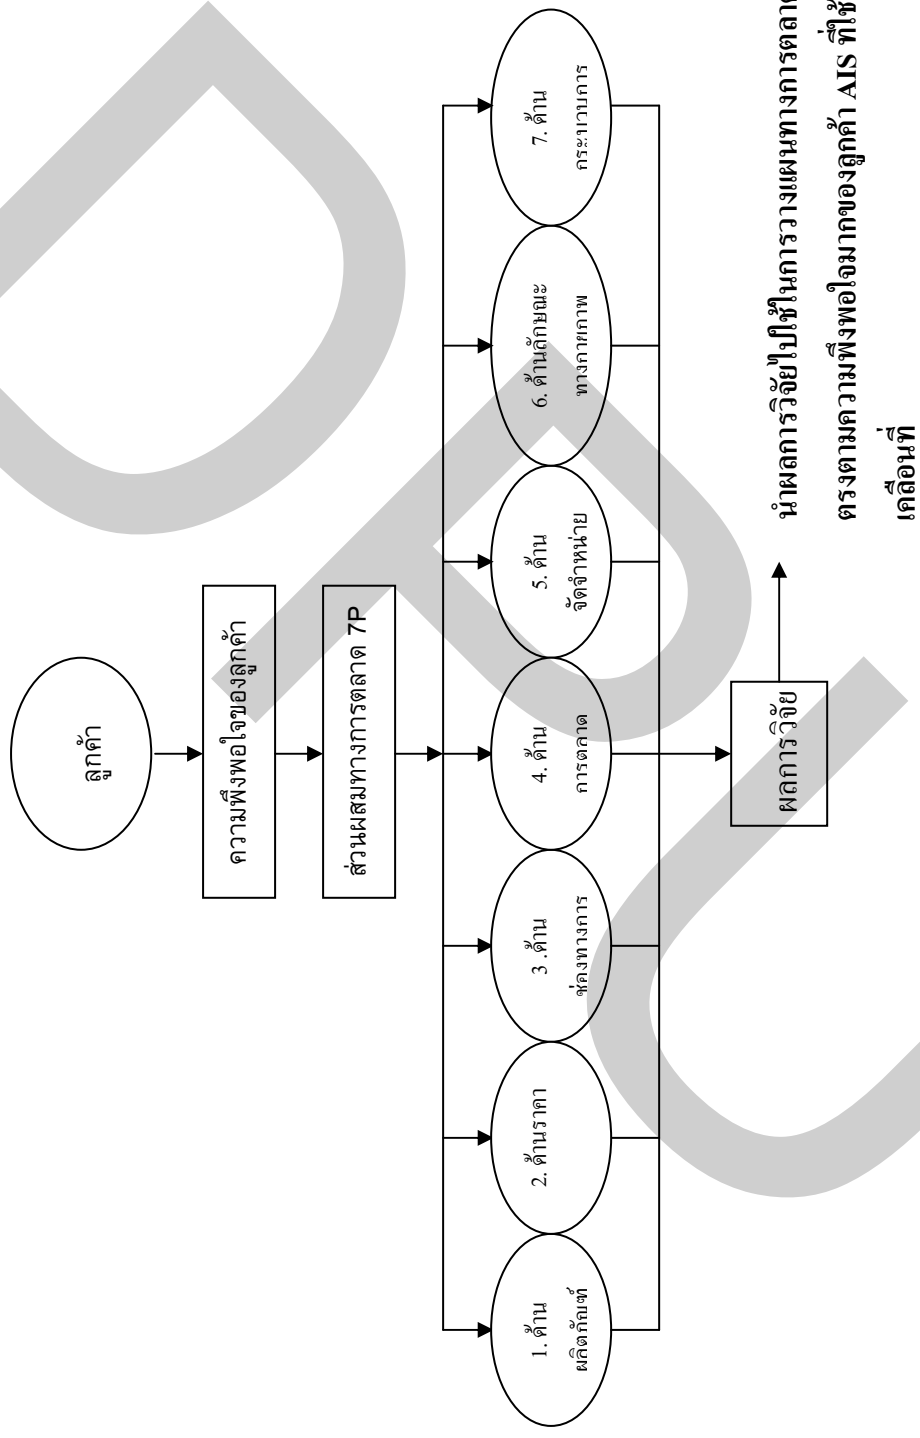 ลูกค้า
ความพึงพอใจของลูกค้า
ส่วนผสมทางการตลาด 7P
1. ด้าน
ผลิตภัณฑ์
2. ด้านราคา
3 .ด้าน
ช่องทางการ
4. ด้าน
การตลาด
5. ด้าน
จัดจำหน่าย
6. ด้านลักษณะ
ทางกายภาพ
7. ด้าน
กระบวนการ
ผลการวิจัย
นำผลการวิจัยไปใช้ในการวางแผนทางการตลาด
ตรงตามความพึงพอใจมากของลูกค้า AIS ที่ใช้
เคลื่อนที่